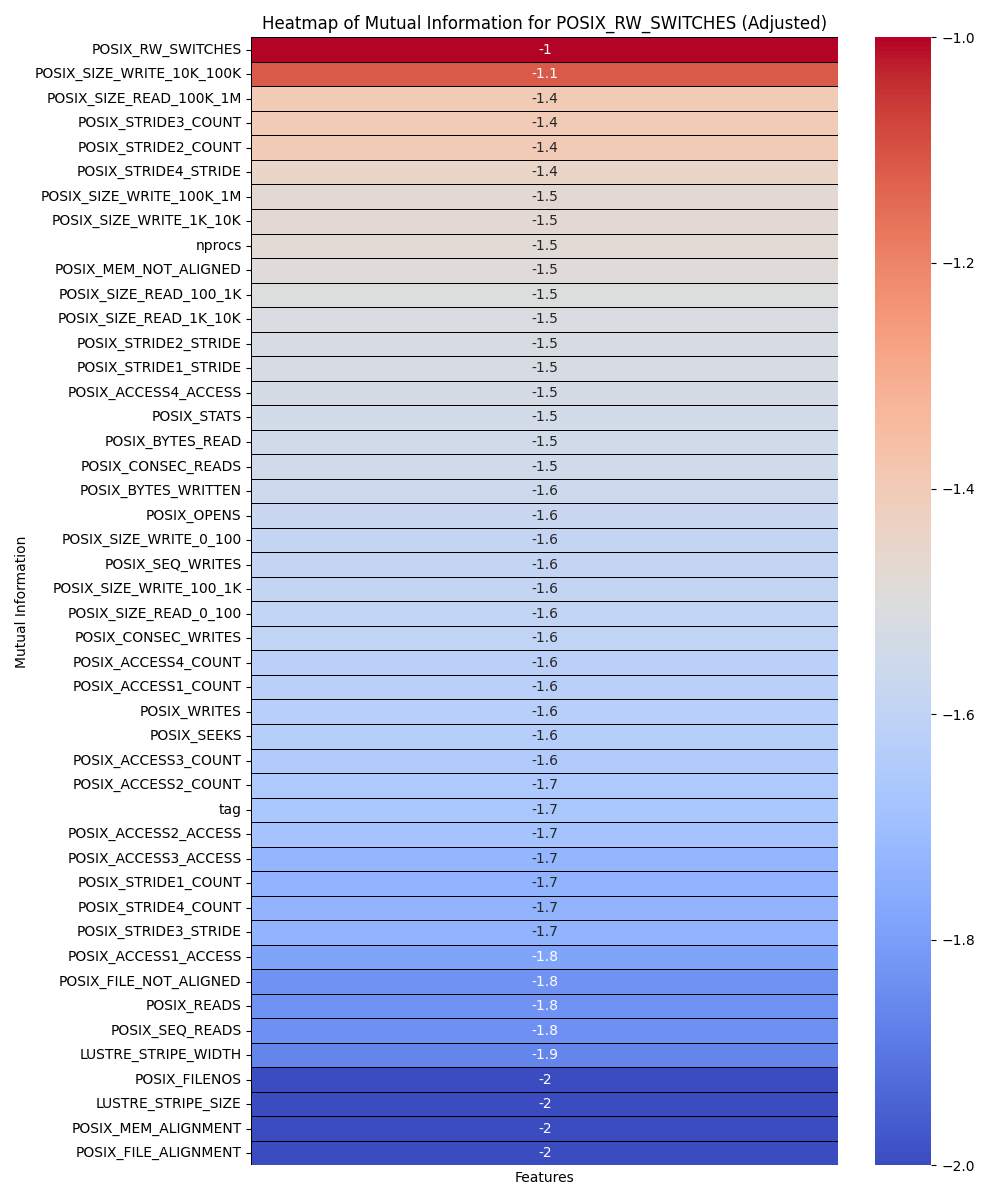 Heatmap of Mutual Information for POSIX_RW_SWITCHES (Adjusted)
POSIX_RW_SWITCHES -1
POSIX_SIZE_WRITE_10K_100K -1.1
POSIX_SIZE_READ_100K_1M -1.4
POSIX_STRIDE3_COUNT -1.4
POSIX_STRIDE2_COUNT -1.4
POSIX_STRIDE4_STRIDE -1.4
POSIX_SIZE_WRITE_100K_1M -1.5
POSIX_SIZE_WRITE_1K_10K -1.5
nprocs -1.5
POSIX_MEM_NOT_ALIGNED -1.5
POSIX_SIZE_READ_100_1K -1.5
POSIX_SIZE_READ_1K_10K -1.5
POSIX_STRIDE2_STRIDE -1.5
POSIX_STRIDE1_STRIDE -1.5
POSIX_ACCESS4_ACCESS -1.5
POSIX_STATS -1.5
POSIX_BYTES_READ -1.5
POSIX_CONSEC_READS -1.5
POSIX_BYTES_WRITTEN -1.6
POSIX_OPENS -1.6
POSIX_SIZE_WRITE_0_100 -1.6
POSIX_SEQ_WRITES -1.6
POSIX_SIZE_WRITE_100_1K -1.6
POSIX_SIZE_READ_0_100 -1.6
POSIX_CONSEC_WRITES -1.6
POSIX_ACCESS4_COUNT -1.6
POSIX_ACCESS1_COUNT -1.6
POSIX_WRITES -1.6
POSIX_SEEKS -1.6
POSIX_ACCESS3_COUNT -1.6
POSIX_ACCESS2_COUNT -1.7
tag -1.7
POSIX_ACCESS2_ACCESS -1.7
POSIX_ACCESS3_ACCESS -1.7
POSIX_STRIDE1_COUNT -1.7
POSIX_STRIDE4_COUNT -1.7
POSIX_STRIDE3_STRIDE -1.7
POSIX_ACCESS1_ACCESS -1.8
POSIX_FILE_NOT_ALIGNED -1.8
POSIX_READS -1.8
POSIX_SEQ_READS -1.8
LUSTRE_STRIPE_WIDTH -1.9
POSIX_FILENOS -2
LUSTRE_STRIPE_SIZE -2
POSIX_MEM_ALIGNMENT -2
POSIX_FILE_ALIGNMENT -2
Mutual Information
Features
−1.0
−1.2
−1.4
−1.6
−1.8
−2.0